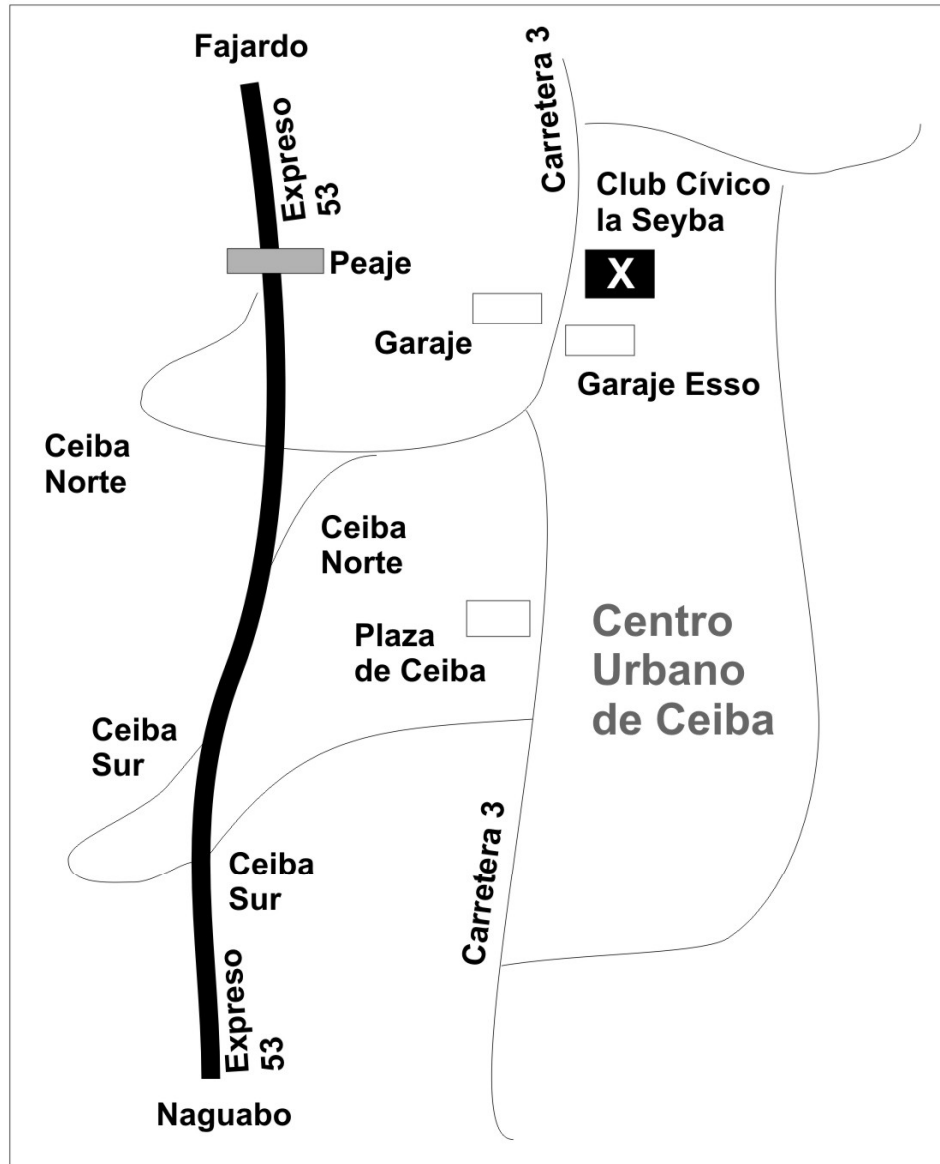 Fajardo
Expreso
53
Carretera 3
Club Cívico
la Seyba
X
Peaje
Garaje
Garaje Esso
Ceiba
Norte
Ceiba
Norte
Plaza
de Ceiba
Centro
Urbano
de Ceiba
Ceiba
Sur
Ceiba
Sur
Carretera 3
Expreso
53
Naguabo